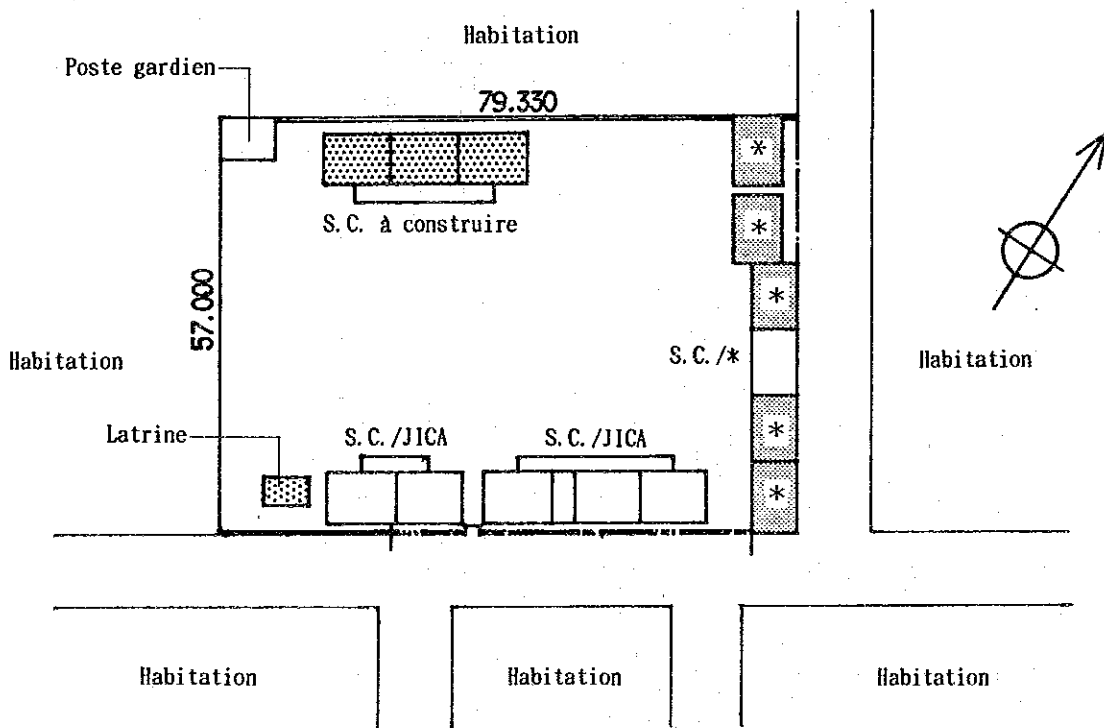 Habitation
Poste gardien
79.330
*
S.C. à construire
*
57.000
*
Habitation
S.C./*
Habitation
Latrine
S.C./JICA
S.C./JICA
*
*
Habitation
Habitation
Habitation